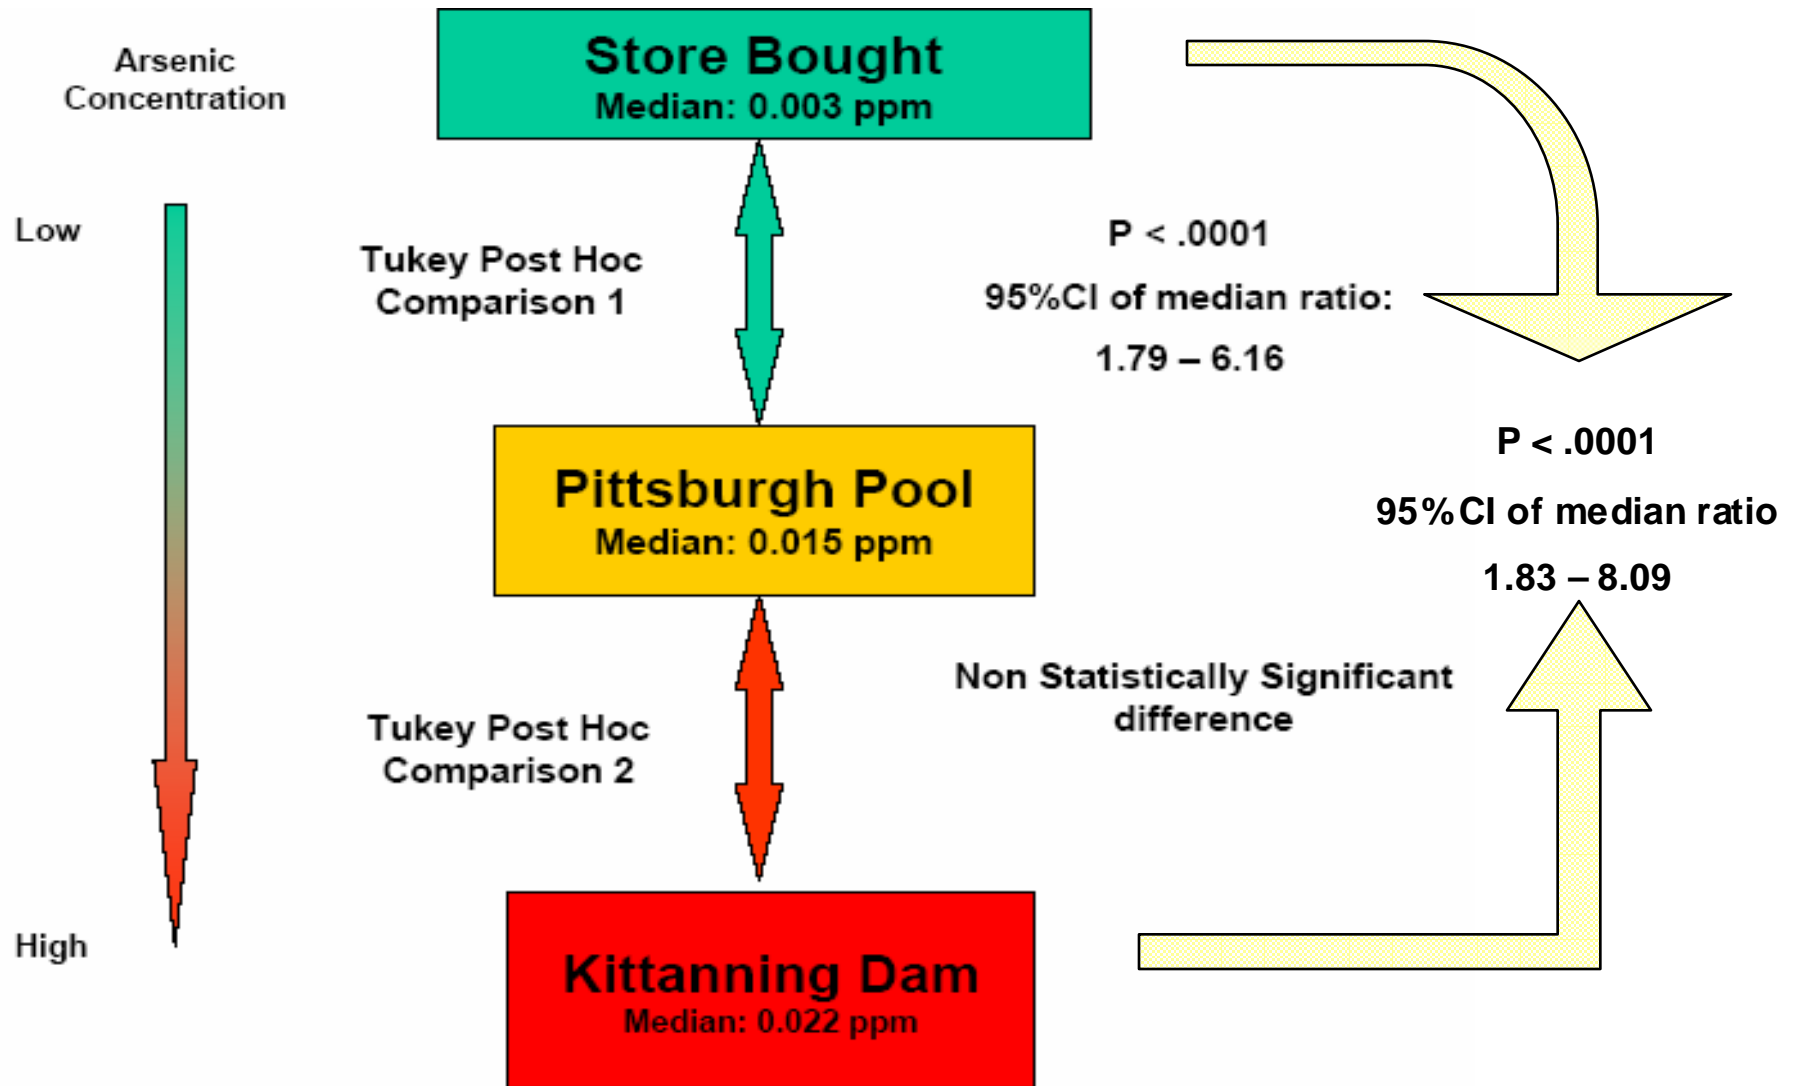 Arsenic
Concentration
Store Bought
Median: 0.003 ppm
Low
Tukey Post Hoc
Comparison 1
P < .0001
95%CI of median ratio:
1.79 – 6.16
Pittsburgh Pool
Median: 0.015 ppm
P < .0001
95%CI of median ratio
1.83 – 8.09
Tukey Post Hoc
Comparison 2
Non Statistically Significant
difference
High
Kittanning Dam
Median: 0.022 ppm